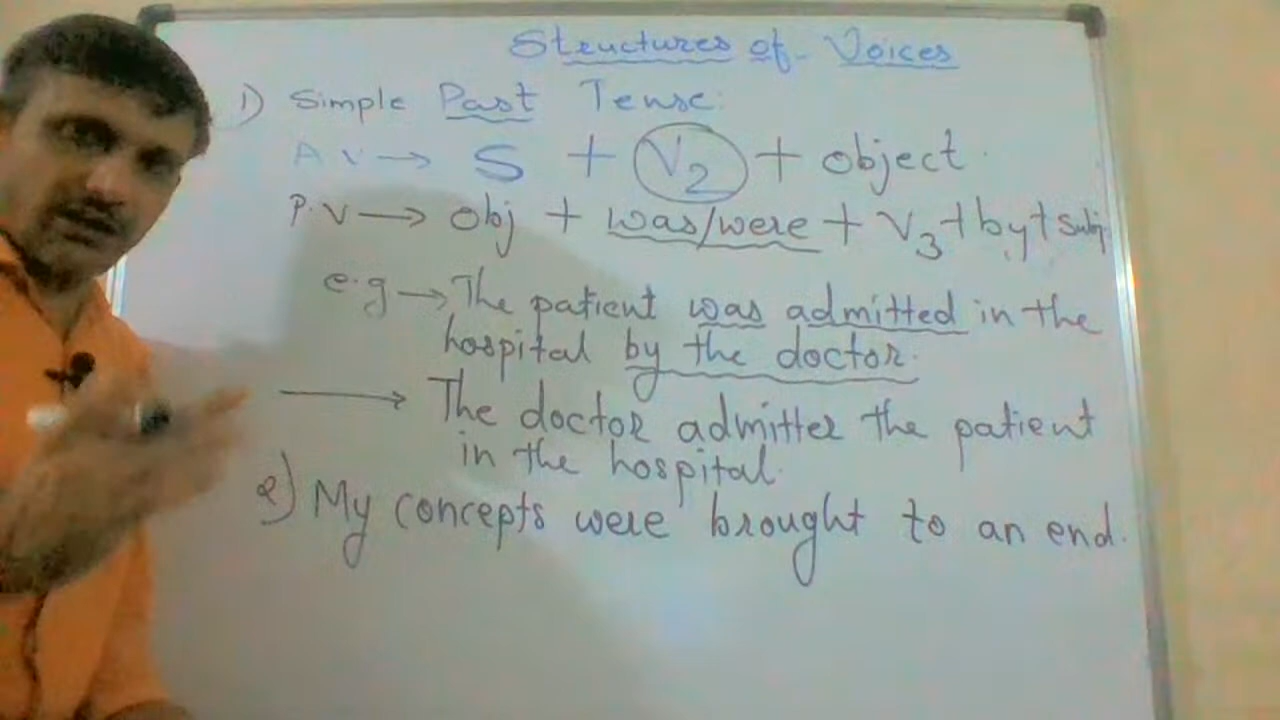 Structures of Voices
1) Simple Past Tense:
A V → S + V2 + object.
P.V → obj + was/were + V3 + by + Subj
e.g → The patient was admitted in the
hospital by the doctor.
→ The doctor admitter the patient
in the hospital.
2) My concepts were brought to an end.